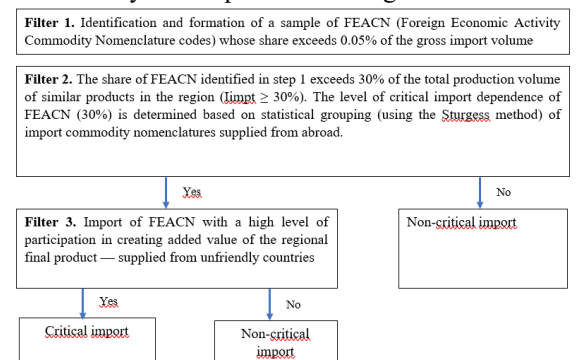 Filter 1. Identification and formation of a sample of FEACN (Foreign Economic Activity
Commodity Nomenclature codes) whose share exceeds 0.05% of the gross import volume
Filter 2. The share of FEACN identified in step 1 exceeds 30% of the total production volume
of similar products in the region (Iimpt ≥ 30%). The level of critical import dependence of
FEACN (30%) is determined based on statistical grouping (using the Sturgess method) of
import commodity nomenclatures supplied from abroad.
Yes
No
Filter 3. Import of FEACN with a high level of
participation in creating added value of the regional
final product — supplied from unfriendly countries
Non-critical import
Yes
No
Critical import
Non-critical
import